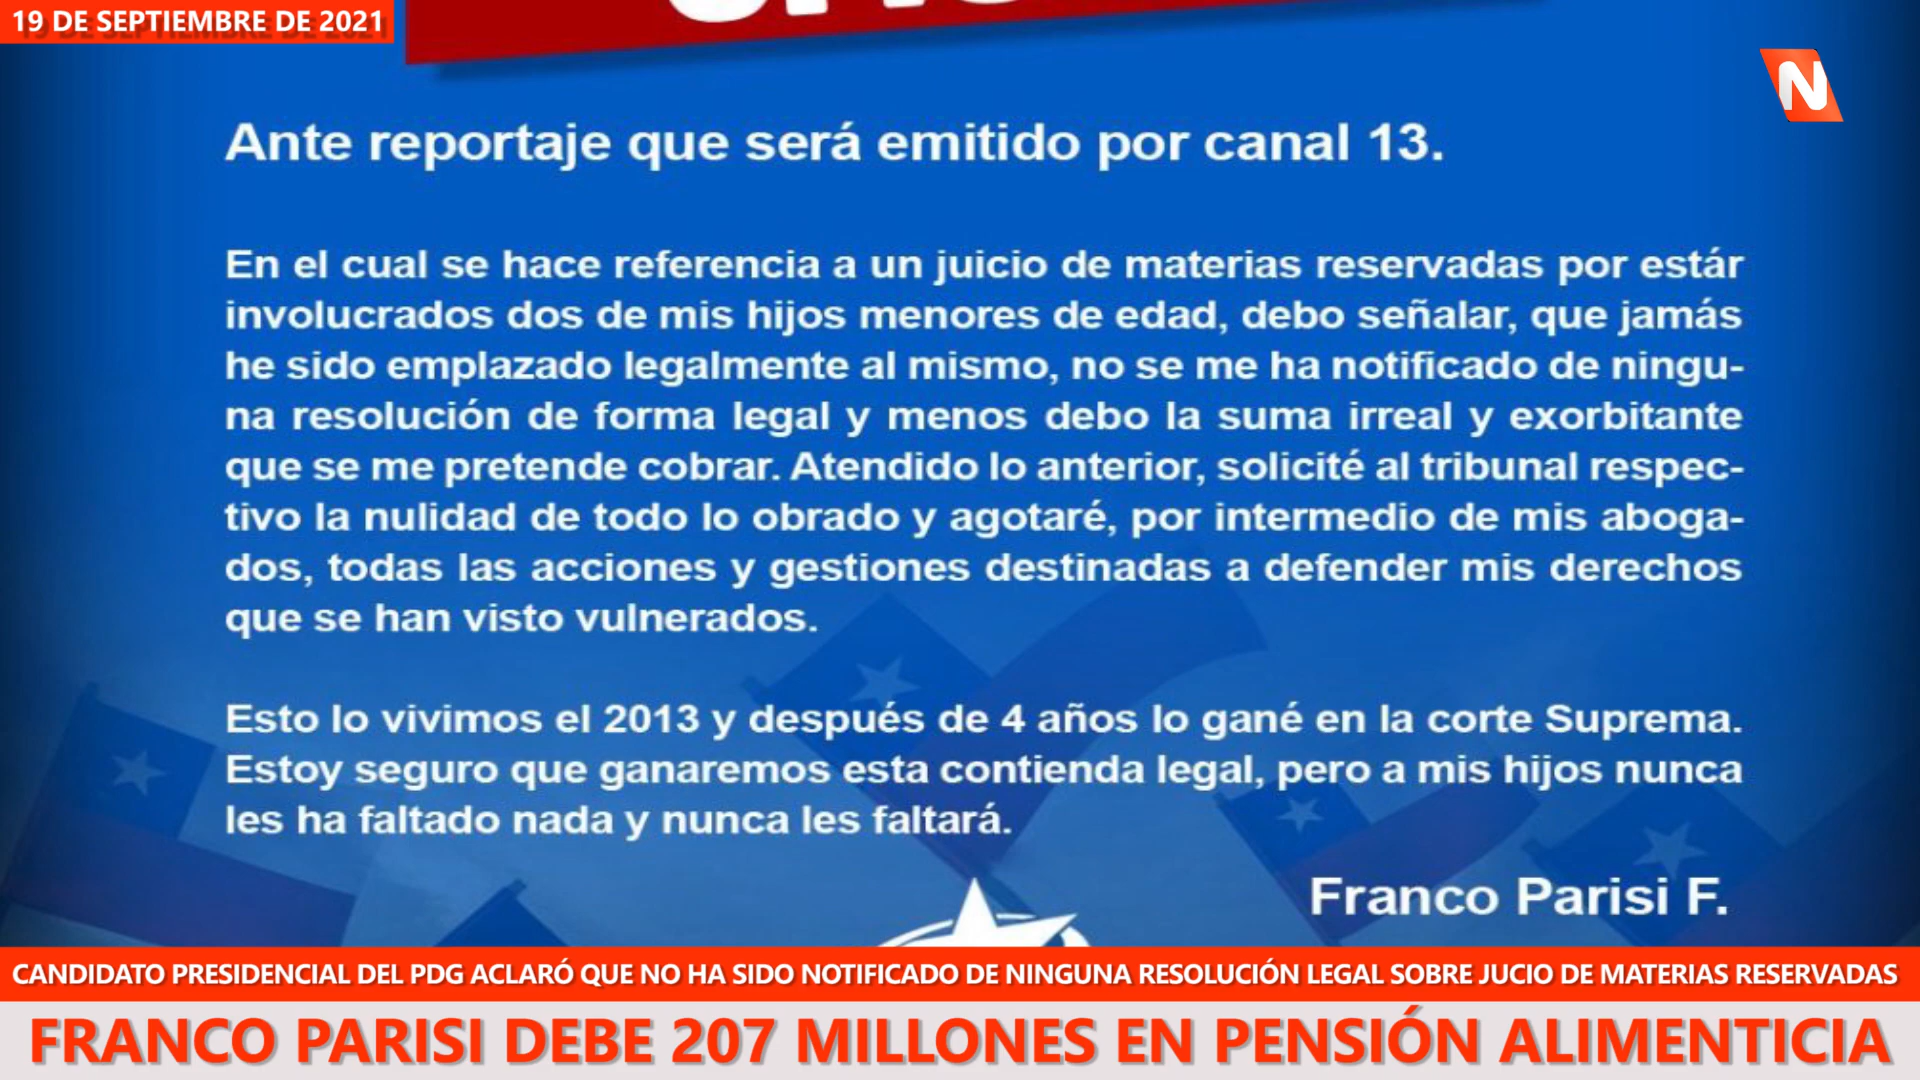 19 DE SEPTIEMBRE DE 2021
N
Ante reportaje que será emitido por canal 13.
En el cual se hace referencia a un juicio de materias reservadas por estár
involucrados dos de mis hijos menores de edad, debo señalar, que jamás
he sido emplazado legalmente al mismo, no se me ha notificado de ningu-
na resolución de forma legal y menos debo la suma irreal y exorbitante
que se me pretende cobrar. Atendido lo anterior, solicité al tribunal respec-
tivo la nulidad de todo lo obrado y agotaré, por intermedio de mis aboga-
dos, todas las acciones y gestiones destinadas a defender mis derechos
que se han visto vulnerados.
Esto lo vivimos el 2013 y después de 4 años lo gané en la corte Suprema.
Estoy seguro que ganaremos esta contienda legal, pero a mis hijos nunca
les ha faltado nada y nunca les faltará.
Franco Parisi F.
CANDIDATO PRESIDENCIAL DEL PDG ACLARÓ QUE NO HA SIDO NOTIFICADO DE NINGUNA RESOLUCIÓN LEGAL SOBRE JUCIO DE MATERIAS RESERVADAS
FRANCO PARISI DEBE 207 MILLONES EN PENSIÓN ALIMENTICIA